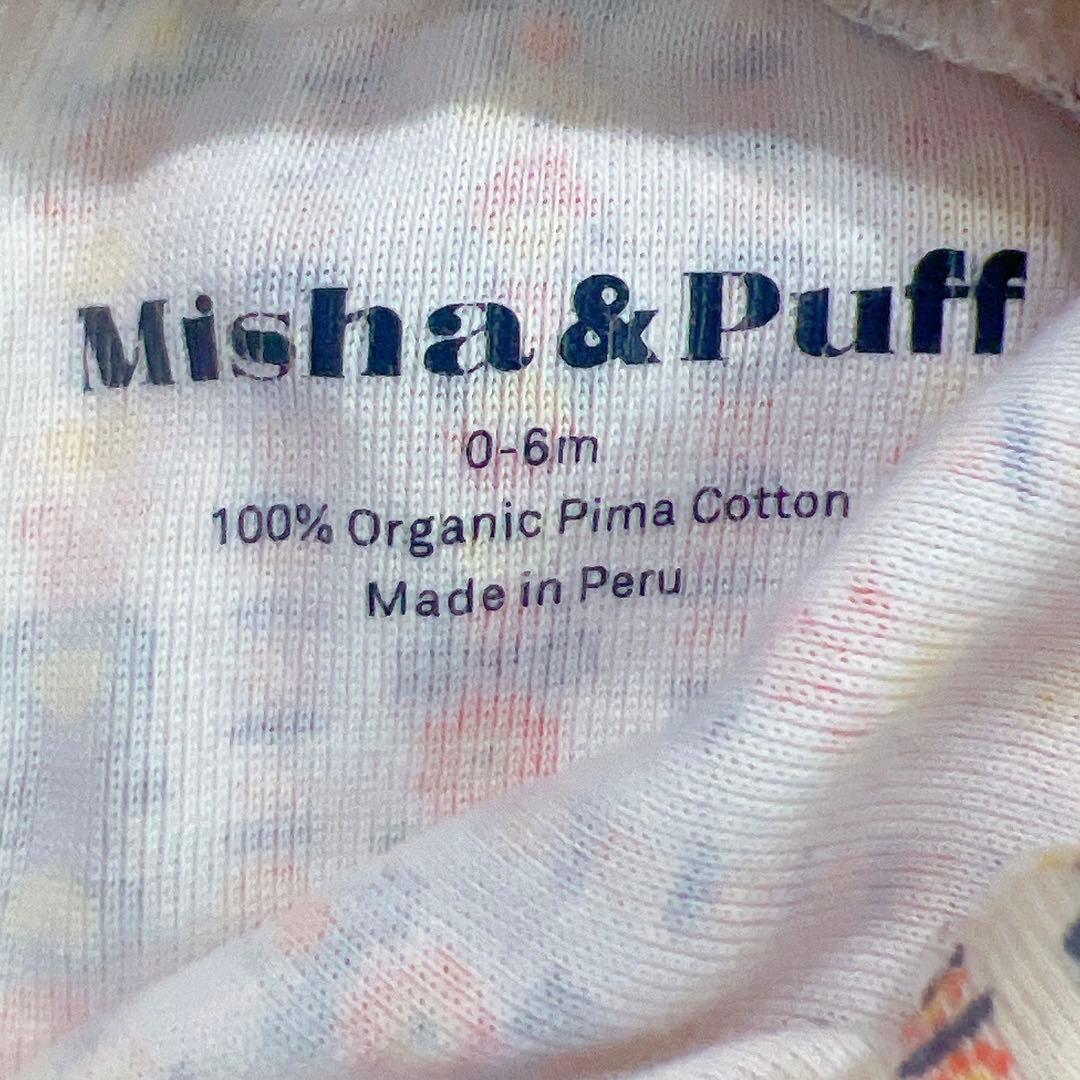 Misha & Puff
0-6m
100% Organic Pima Cotton
Made in Peru